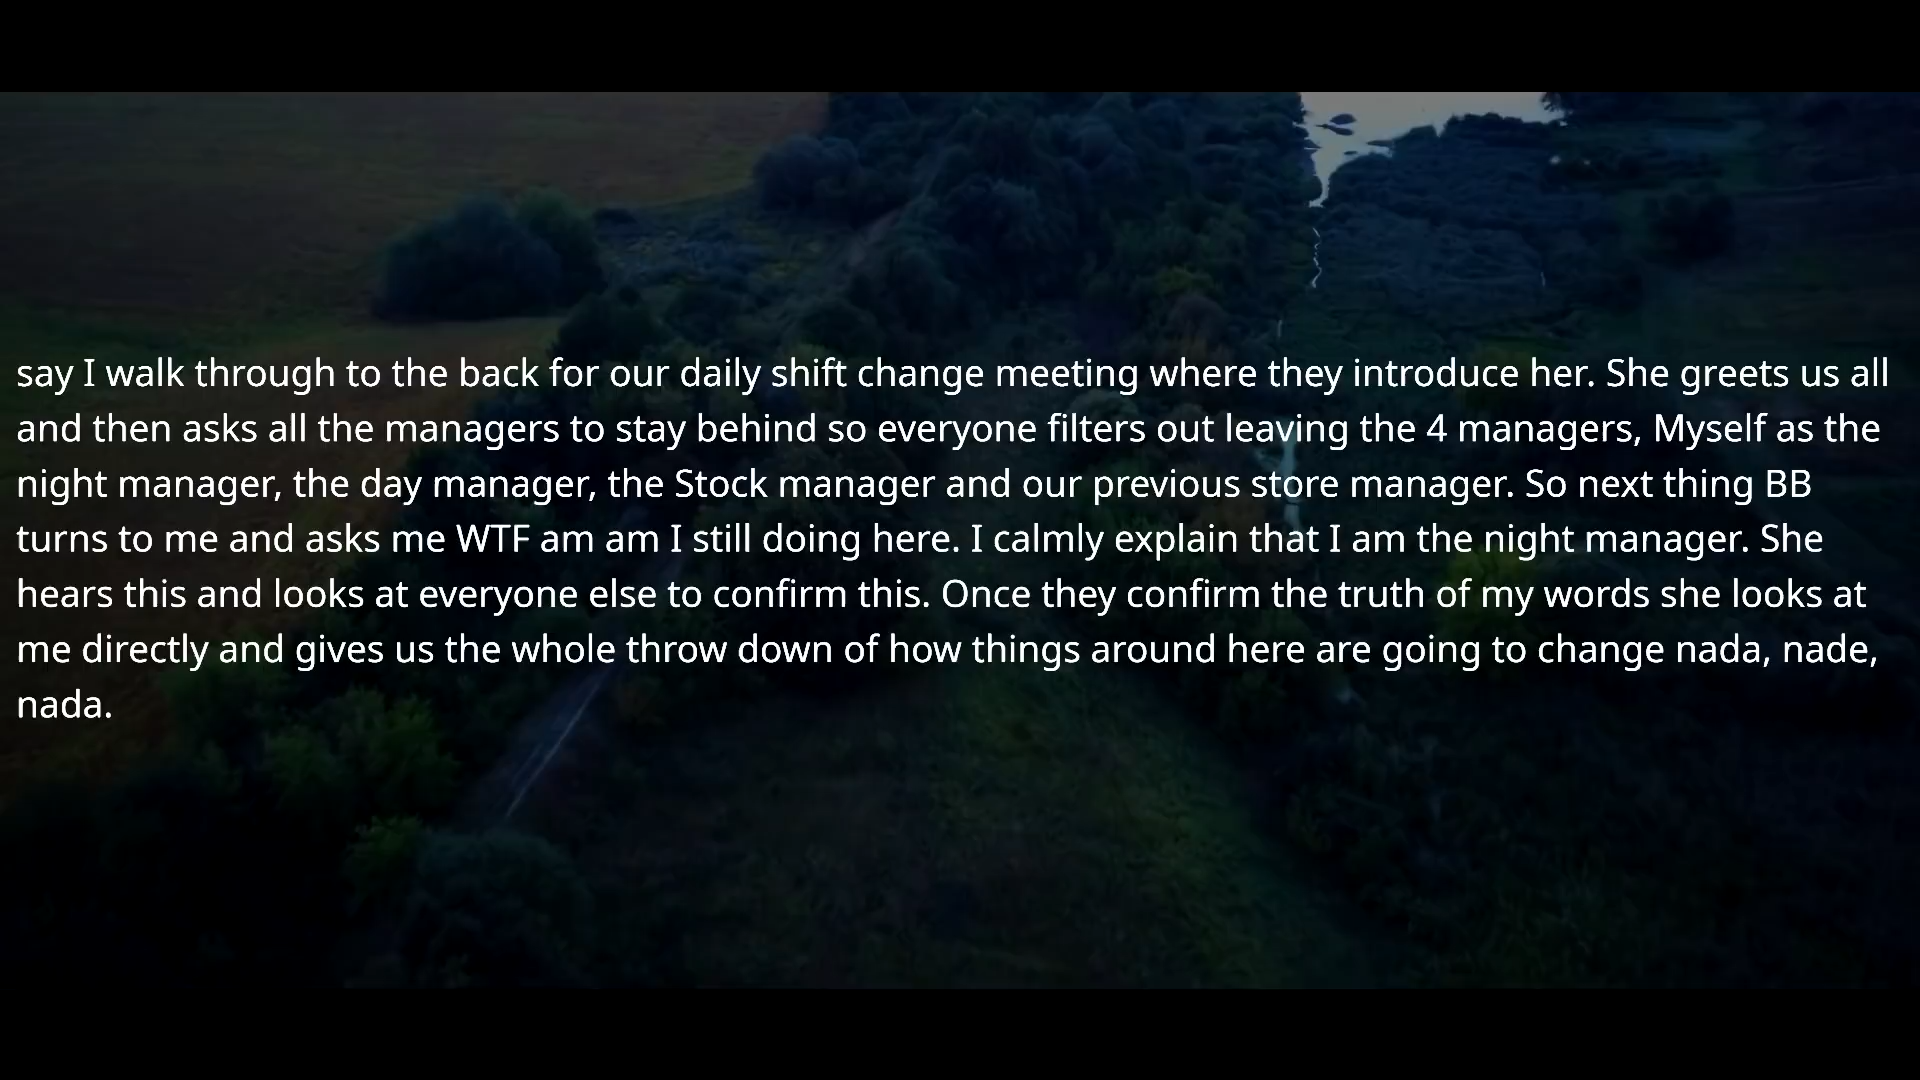 say I walk through to the back for our daily shift change meeting where they introduce her. She greets us all
and then asks all the managers to stay behind so everyone filters out leaving the 4 managers, Myself as the
night manager, the day manager, the Stock manager and our previous store manager. So next thing BB
turns to me and asks me WTF am am I still doing here. I calmly explain that I am the night manager. She
hears this and looks at everyone else to confirm this. Once they confirm the truth of my words she looks at
me directly and gives us the whole throw down of how things around here are going to change nada, nade,
nada.